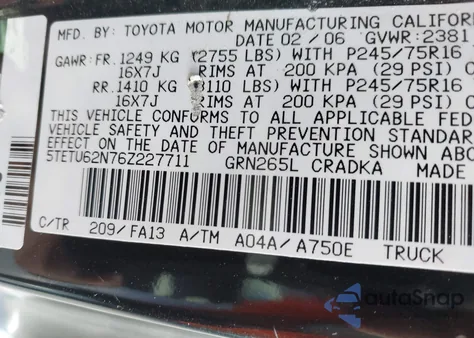 MFD. BY: TOYOTA MOTOR MANUFACTURING CALIFOR
DATE 02 / 06 GVWR:2381
GAWR:FR.1249 KG (2755 LBS) WITH P245/75R16
16X7J RIMS AT 200 KPA (29 PSI) C
RR.1410 KG 110 LBS) WITH P245/75R16
16X7J RIMS AT 200 KPA (29 PSI) C
THIS VEHICLE CONFORMS TO ALL APPLICABLE FED
VEHICLE SAFETY AND THEFT PREVENTION STANDAR
EFFECT ON THE DATE OF MANUFACTURE SHOWN ABO
5TETU62N76Z227711 GRN265L CRADKA MADE
C/TR 209/FA13 A/TM A04A/A750E TRUCK
autoSnap